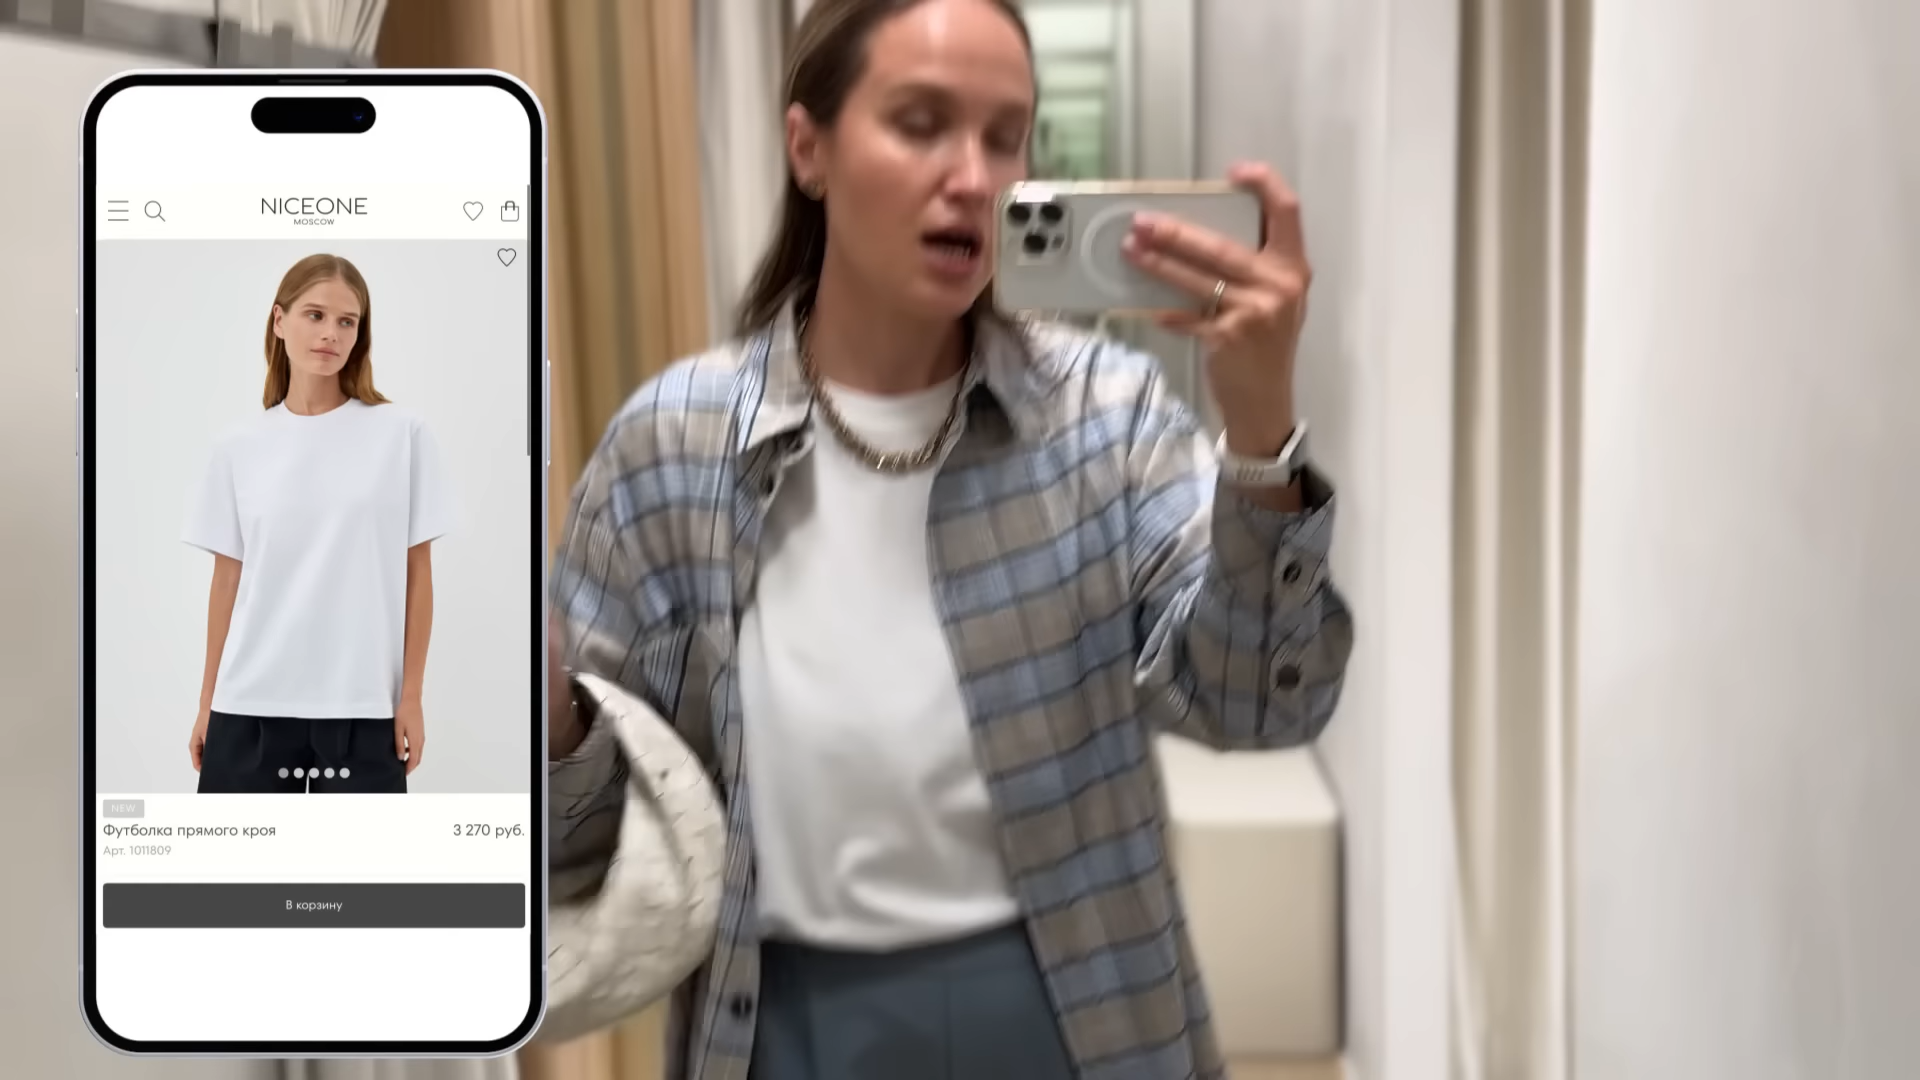 NICEONE
MOSCOW
NEW
Футболка прямого кроя
3 270 руб.
Арт. 1011809
В корзину